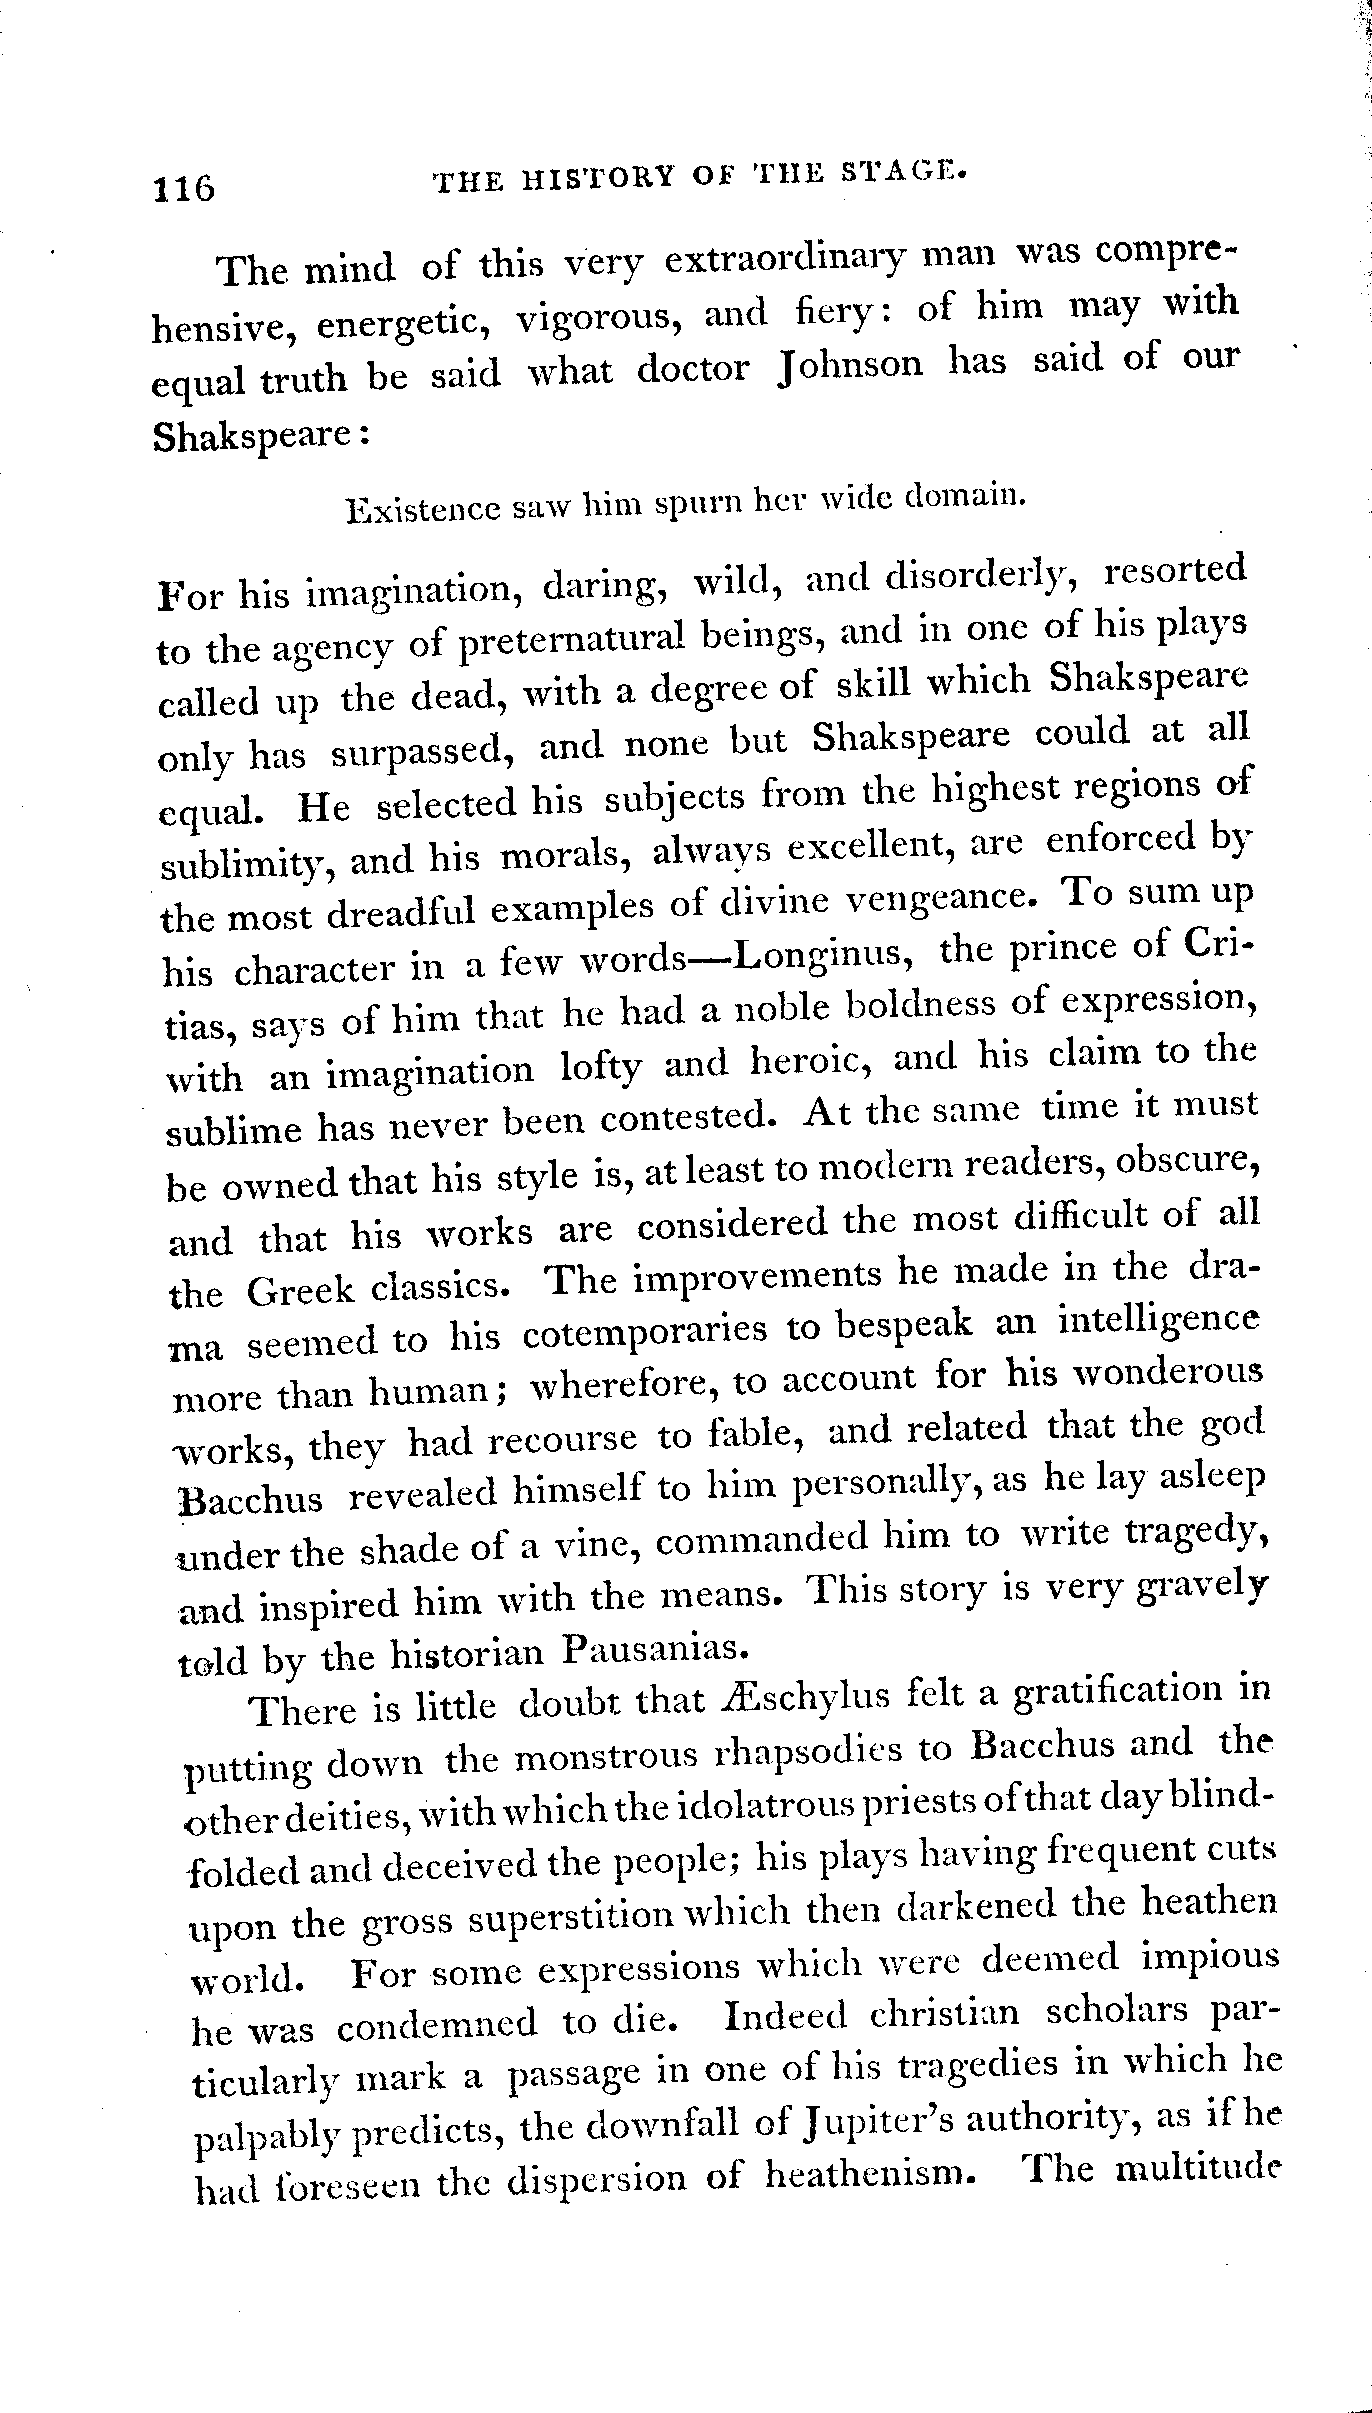 116 THE HISTORY OF THE STAGE.
The mind of this very extraordinary man was compre-
hensive, energetic, vigorous, and fiery: of him may with
equal truth be said what doctor Johnson has said of our
Shakspeare:
Existence saw him spurn her wide domain.
For his imagination, daring, wild, and disorderly, resorted
to the agency of preternatural beings, and in one of his plays
called up the dead, with a degree of skill which Shakspeare
only has surpassed, and none but Shakspeare could at all
equal. He selected his subjects from the highest regions of
sublimity, and his morals, always excellent, are enforced by
the most dreadful examples of divine vengeance. To sum up
his character in a few words—Longinus, the prince of Cri-
tias, says of him that he had a noble boldness of expression,
with an imagination lofty and heroic, and his claim to the
sublime has never been contested. At the same time it must
be owned that his style is, at least to modern readers, obscure,
and that his works are considered the most difficult of all
the Greek classics. The improvements he made in the dra-
ma seemed to his cotemporaries to bespeak an intelligence
more than human; wherefore, to account for his wonderous
works, they had recourse to fable, and related that the god
Bacchus revealed himself to him personally, as he lay asleep
under the shade of a vine, commanded him to write tragedy,
and inspired him with the means. This story is very gravely
told by the historian Pausanias.
There is little doubt that Æschylus felt a gratification in
putting down the monstrous rhapsodies to Bacchus and the
other deities, with which the idolatrous priests of that day blind-
folded and deceived the people; his plays having frequent cuts
upon the gross superstition which then darkened the heathen
world. For some expressions which were deemed impious
he was condemned to die. Indeed christian scholars par-
ticularly mark a passage in one of his tragedies in which he
palpably predicts, the downfall of Jupiter's authority, as if he
had foreseen the dispersion of heathenism. The multitude